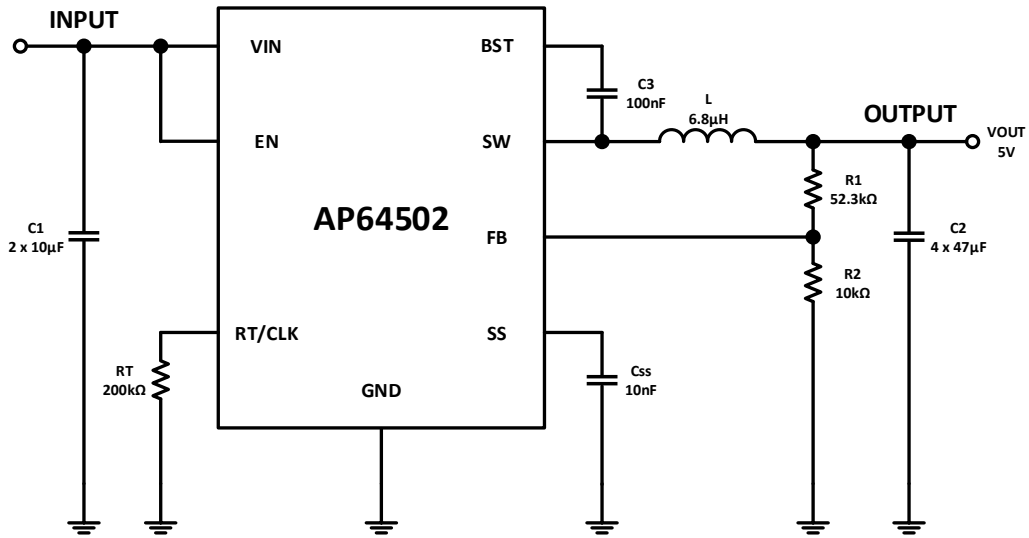 INPUT
VIN
BST
C3
100nF
L
6.8µH
OUTPUT
VOUT
5V
EN
SW
R1
52.3kΩ
AP64502
C1
2 x 10µF
FB
C2
4 x 47µF
R2
10kΩ
RT/CLK
SS
RT
200kΩ
GND
Css
10nF